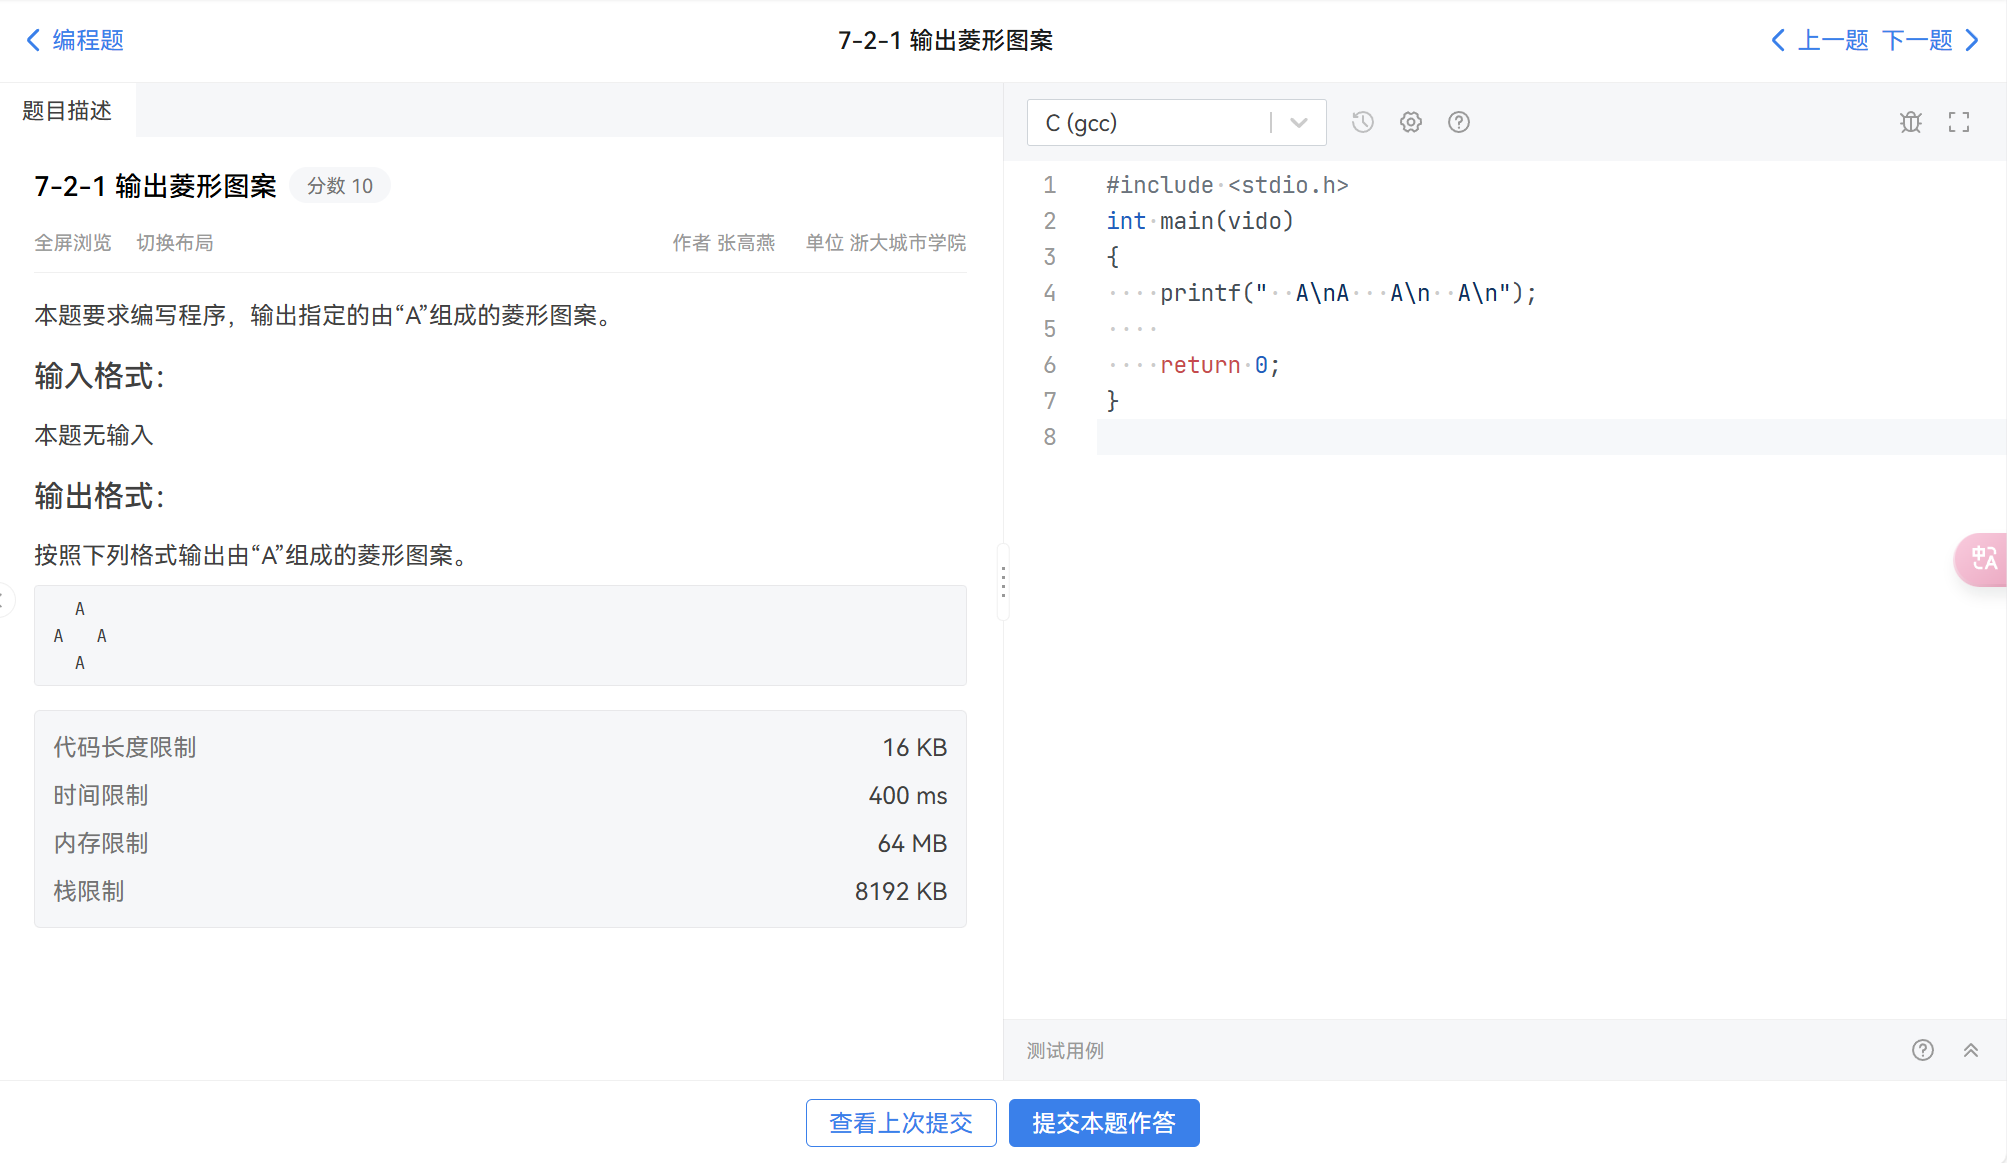 编程题
7-2-1 输出菱形图案
上一题 下一题
题目描述
7-2-1 输出菱形图案 分数 10
全屏浏览 切换布局 作者 张高燕 单位 浙大城市学院
本题要求编写程序，输出指定的由“A”组成的菱形图案。
输入格式：
本题无输入
输出格式：
按照下列格式输出由“A”组成的菱形图案。
  A
A   A
  A
代码长度限制 16 KB
时间限制 400 ms
内存限制 64 MB
栈限制 8192 KB
C (gcc)
1 #include <stdio.h>
2 int main(vido)
3 {
4     printf("  A\nA   A\n  A\n");
5
6     return 0;
7 }
8
中A
测试用例
查看上次提交 提交本题作答